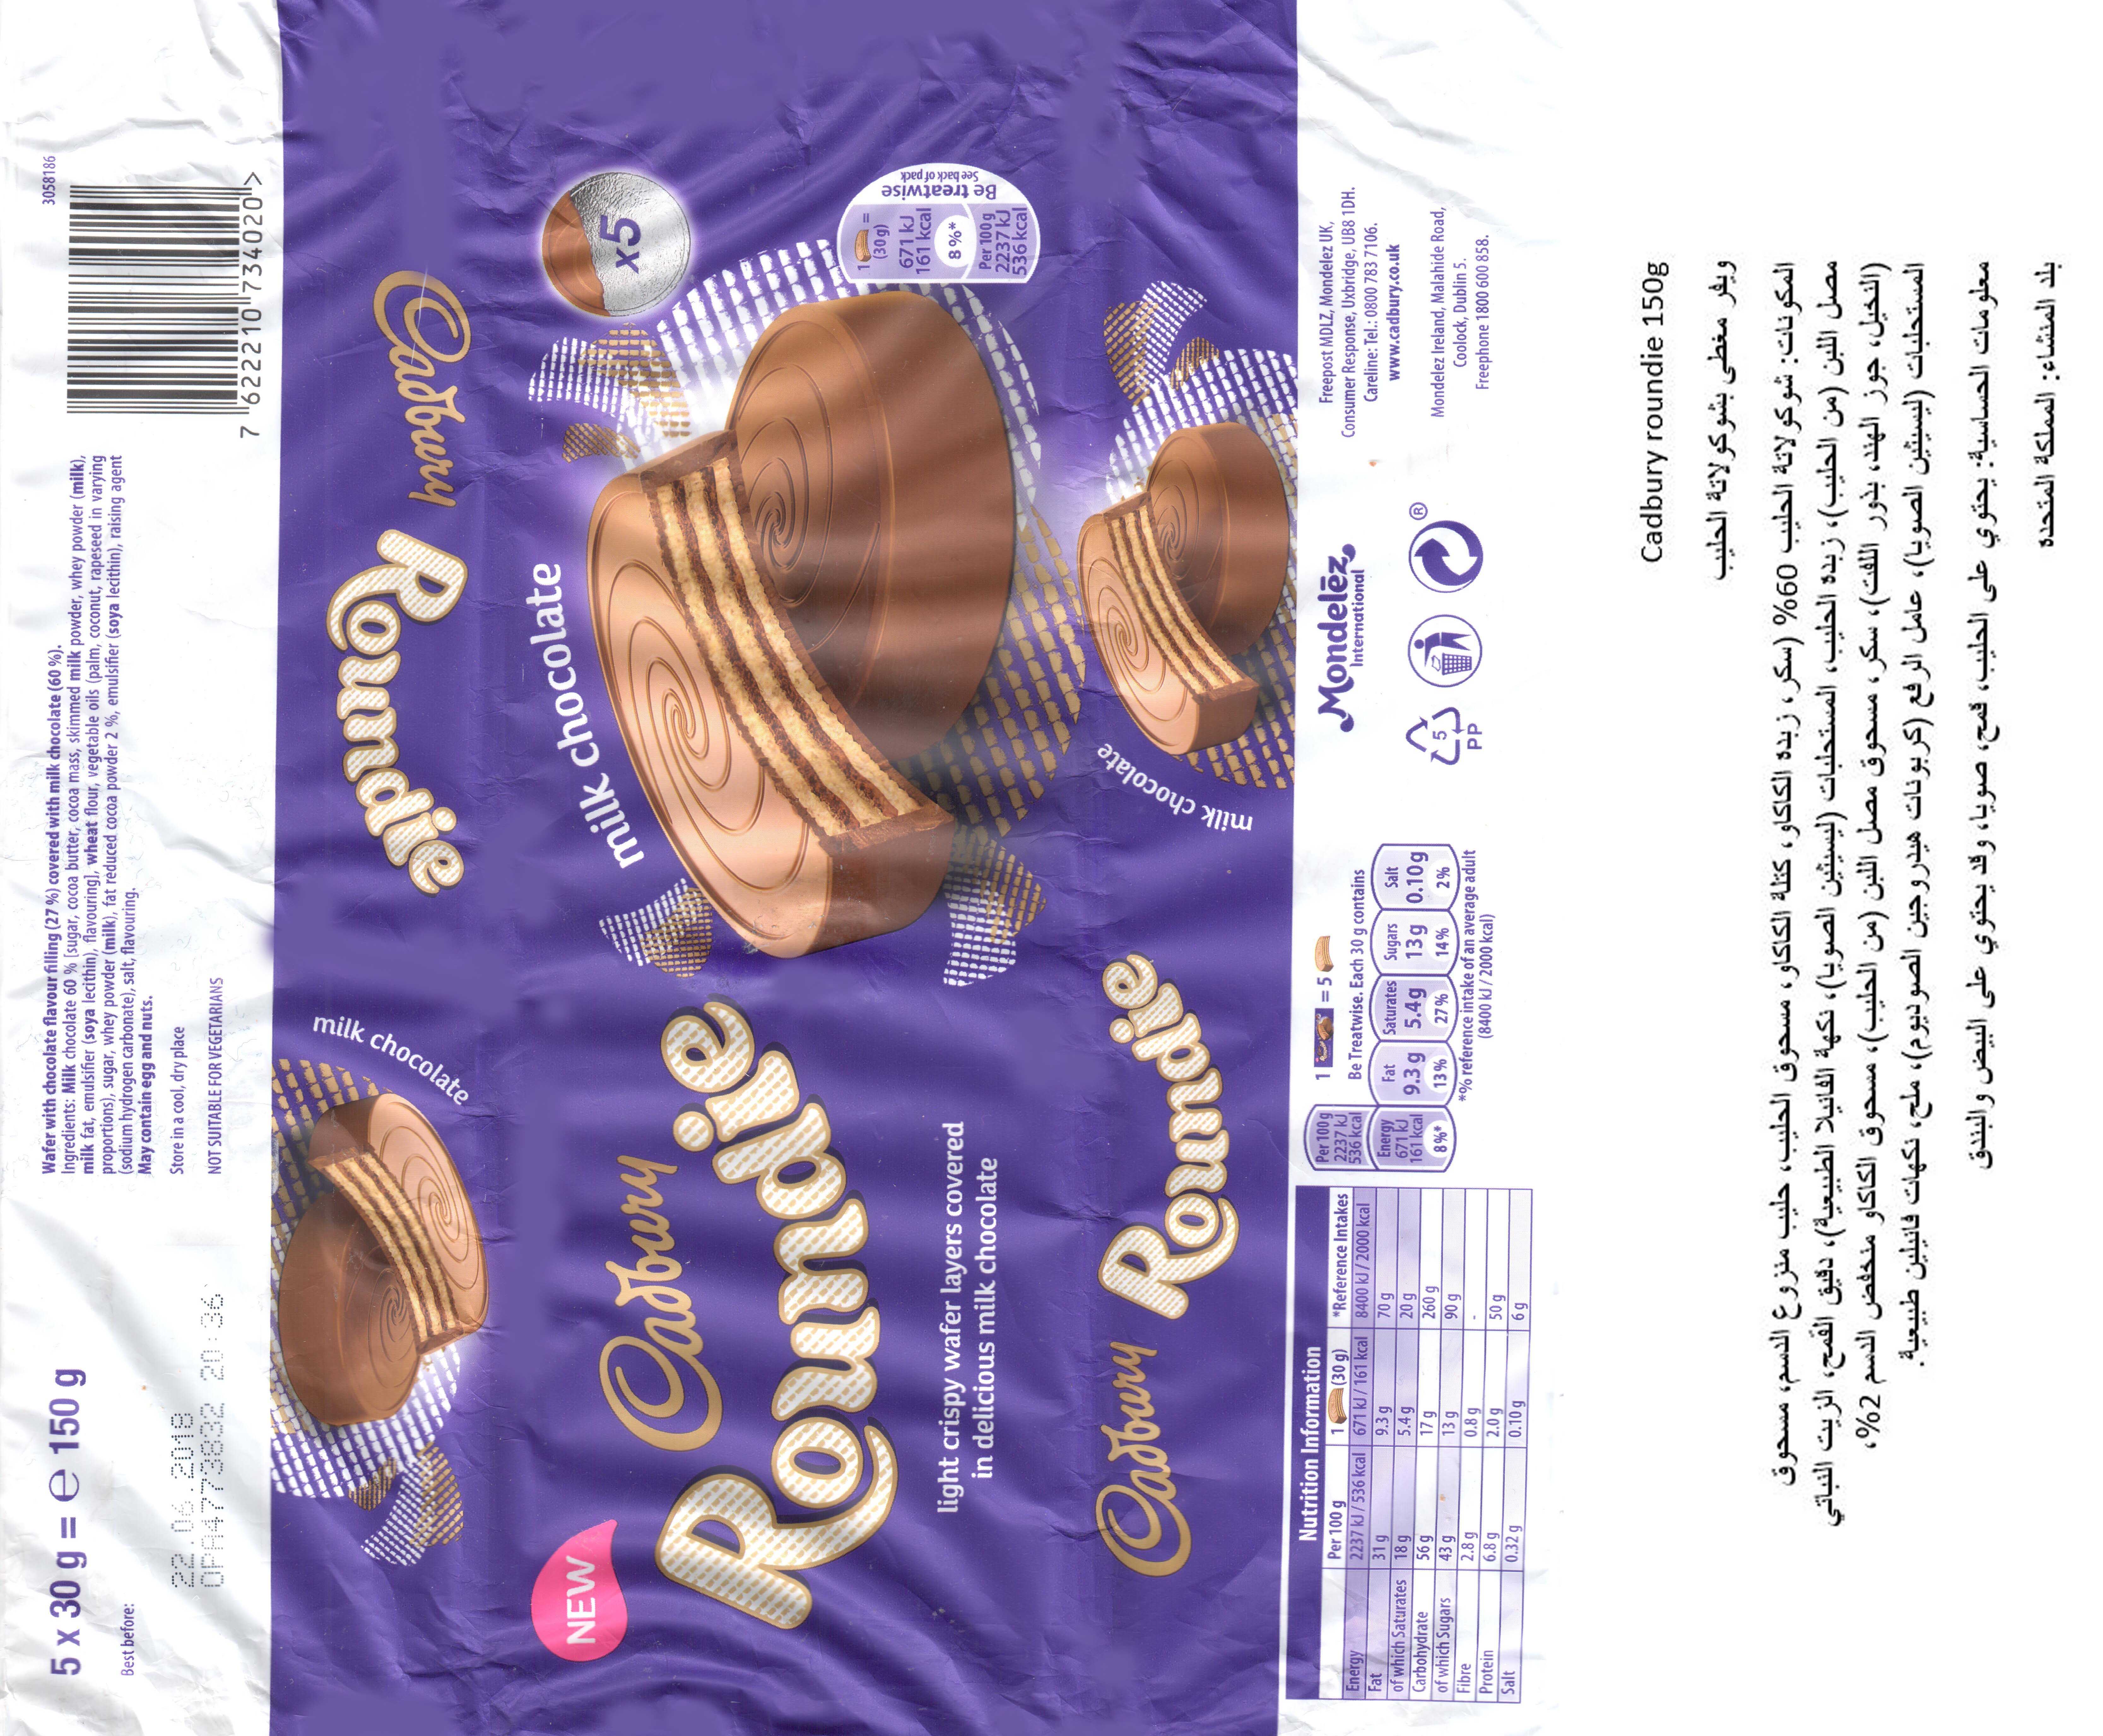 5 x 30 g = ℮ 150 g
Best before:
22.06.2018
OPA4773832 20:36
Wafer with chocolate flavour filling (27 %) covered with milk chocolate (60 %).
Ingredients: Milk chocolate 60 % [sugar, cocoa butter, cocoa mass, skimmed milk powder, whey powder (milk),
milk fat, emulsifier (soya lecithin), flavouring], wheat flour, vegetable oils (palm, coconut, rapeseed in varying
proportions), sugar, whey powder (milk), fat reduced cocoa powder 2 %, emulsifier (soya lecithin), raising agent
(sodium hydrogen carbonate), salt, flavouring.
May contain egg and nuts.
Store in a cool, dry place
NOT SUITABLE FOR VEGETARIANS
3058186
7 622210 734020 >
milk chocolate
Cadbury Roundie
NEW
Cadbury
Roundie
light crispy wafer layers covered
in delicious milk chocolate
milk chocolate
x5
1 =
(30 g)
671 kJ
161 kcal
8 %*
Per 100 g
2237 kJ
536 kcal
Be treatwise
See back of pack
Cadbury Roundie
milk chocolate
Nutrition Information
Per 100 g 1 (30 g) *Reference Intakes
Energy 2237 kJ / 536 kcal 671 kJ / 161 kcal 8400 kJ / 2000 kcal
Fat 31 g 9.3 g 70 g
of which Saturates 18 g 5.4 g 20 g
Carbohydrate 56 g 17 g 260 g
of which Sugars 43 g 13 g 90 g
Fibre 2.8 g 0.8 g -
Protein 6.8 g 2.0 g 50 g
Salt 0.32 g 0.10 g 6 g
Per 100 g
2237 kJ
536 kcal
1 = 5
Be Treatwise. Each 30 g contains
Energy
671 kJ
161 kcal
8%*
Fat
9.3 g
13%
Saturates
5.4g
27%
Sugars
13g
14%
Salt
0.10g
2%
*% reference intake of an average adult
(8400 kJ / 2000 kcal)
Mondelēz
International
5
PP
®
Freepost MDLZ, Mondelez UK,
Consumer Response, Uxbridge, UB8 1DH.
Careline: Tel.: 0800 783 7106.
www.cadbury.co.uk
Mondelez Ireland, Malahide Road,
Coolock, Dublin 5.
Freephone 1800 600 858.
Cadbury roundie 150g
ويفر مغطى بشوكولاتة الحليب
المكونات: شوكولاتة الحليب 60% (سكر، زبده الكاكاو، كتلة الكاكاو، مسحوق الحليب، حليب منزوع الدسم، مسحوق
مصل اللبن (من الحليب)، زبدة الحليب، المستحلبات (ليسيثين الصويا)، نكهة الفانيلا الطبيعية)، دقيق القمح، الزيت النباتي
(النخيل، جوز الهند، بذور اللفت)، سكر، مسحوق مصل اللبن (من الحليب)، مسحوق الكاكاو منخفض الدسم 2%،
المستحلبات (ليسيثين الصويا)، عامل الرفع (كربونات هيدروجين الصوديوم)، ملح، نكهات فانيلين طبيعية.
معلومات الحساسية: يحتوي على الحليب، قمح، صويا، وقد يحتوي على البيض والبندق
بلد المنشاء: المملكة المتحده